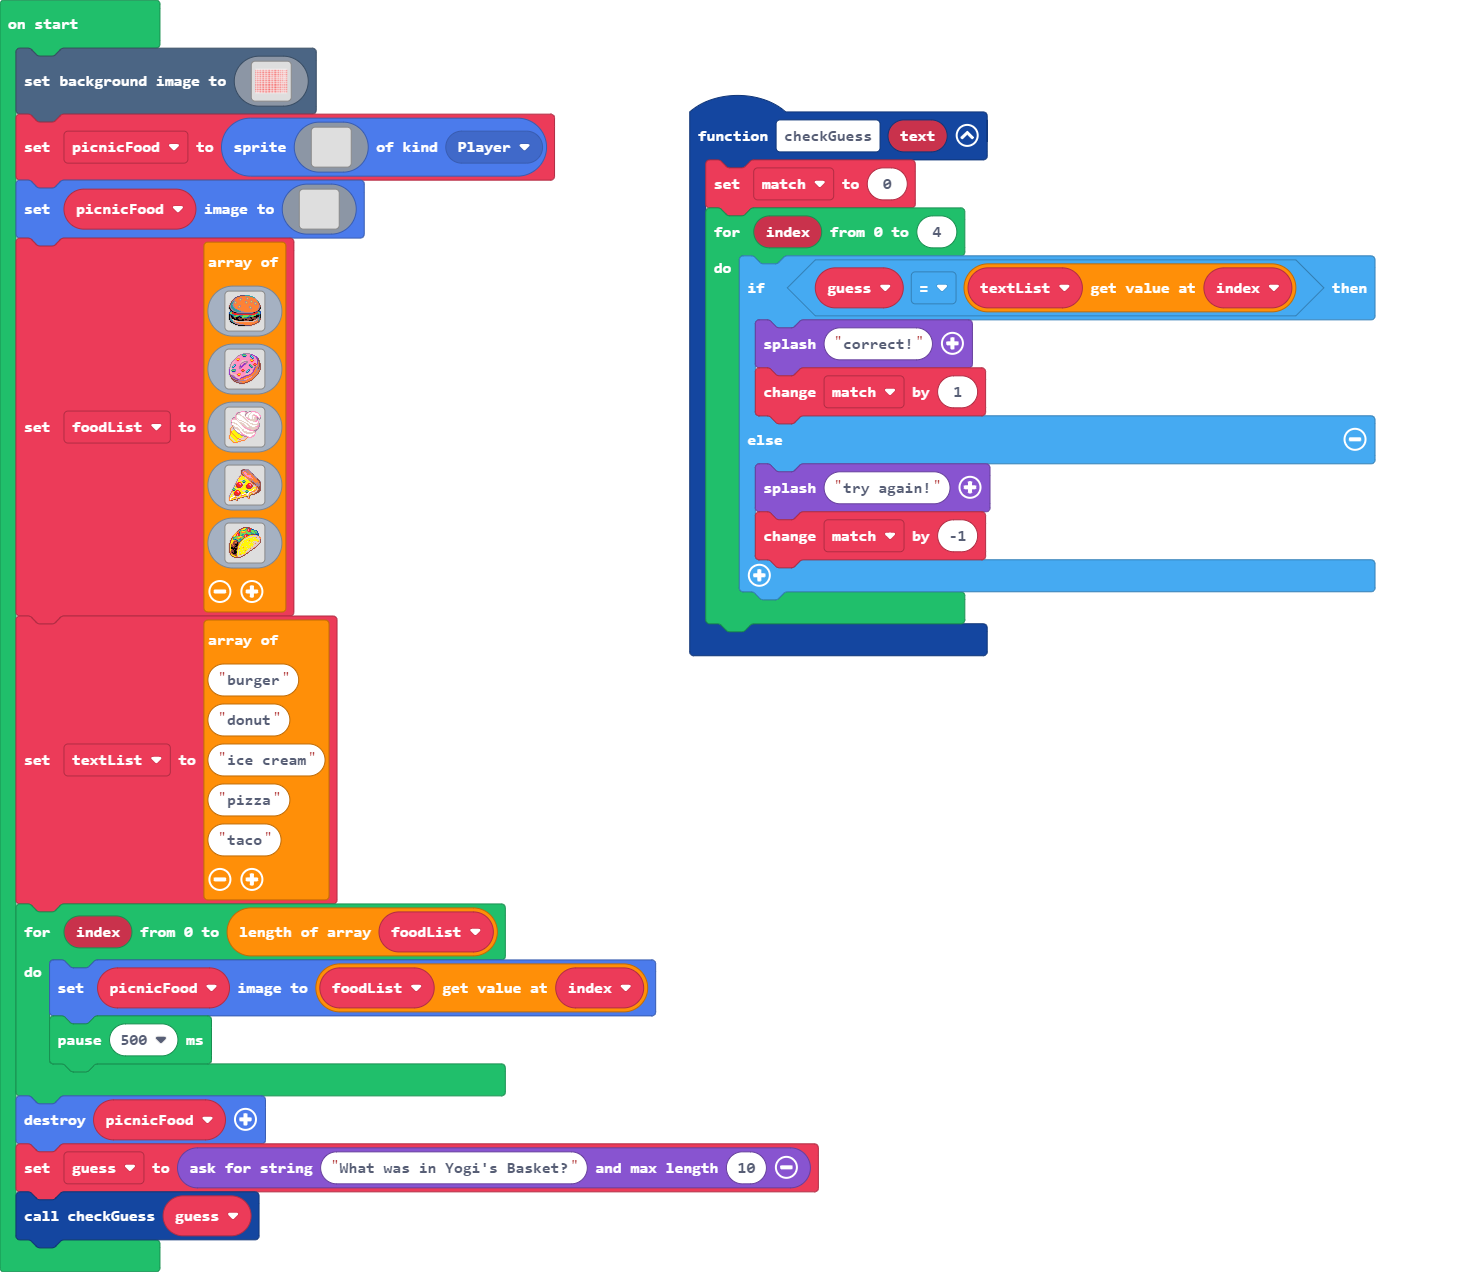 on start
set background image to
set picnicFood to sprite of kind Player
set picnicFood image to
set foodList to array of
set textList to array of
"burger"
"donut"
"ice cream"
"pizza"
"taco"
for index from 0 to length of array foodList
do
set picnicFood image to foodList get value at index
pause 500 ms
destroy picnicFood
set guess to ask for string "What was in Yogi's Basket?" and max length 10
call checkGuess guess
function checkGuess text
set match to 0
for index from 0 to 4
do
if guess = textList get value at index then
splash "correct!"
change match by 1
else
splash "try again!"
change match by -1